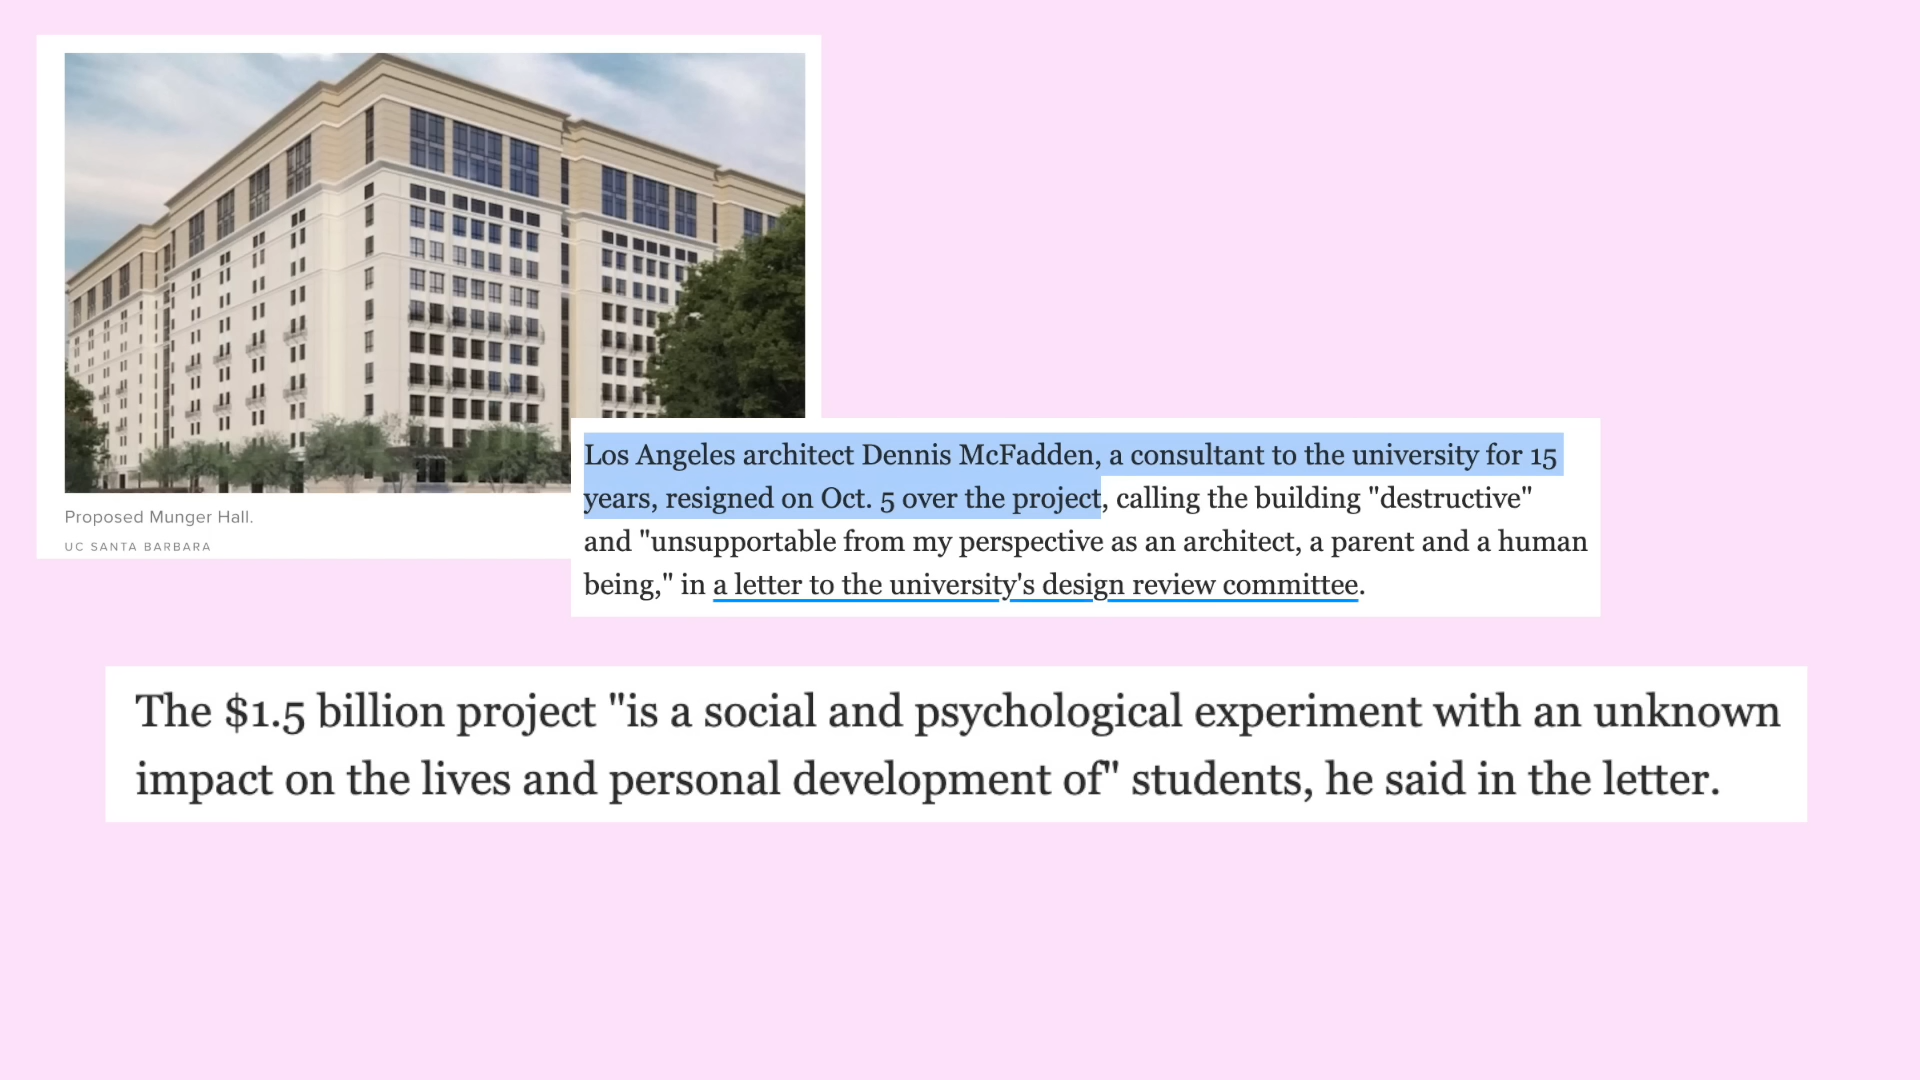 Proposed Munger Hall.
UC SANTA BARBARA
Los Angeles architect Dennis McFadden, a consultant to the university for 15
years, resigned on Oct. 5 over the project, calling the building "destructive"
and "unsupportable from my perspective as an architect, a parent and a human
being," in a letter to the university's design review committee.
The $1.5 billion project "is a social and psychological experiment with an unknown
impact on the lives and personal development of" students, he said in the letter.